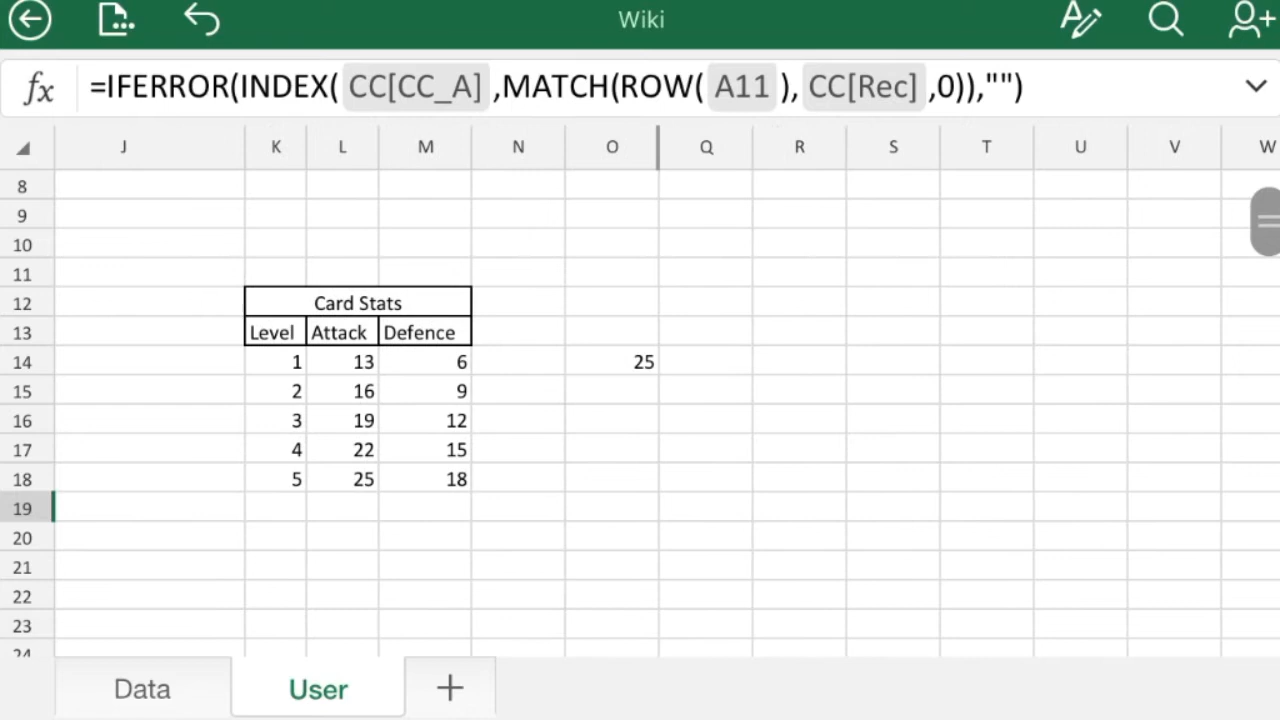 Wiki
fx =IFERROR(INDEX( CC[CC_A] ,MATCH(ROW( A11 ), CC[Rec] ,0)),"")
J K L M N O Q R S T U V W
8
9
10
11
12 Card Stats
13 Level Attack Defence
14 1 13 6 25
15 2 16 9
16 3 19 12
17 4 22 15
18 5 25 18
19
20
21
22
23
24
Data User +